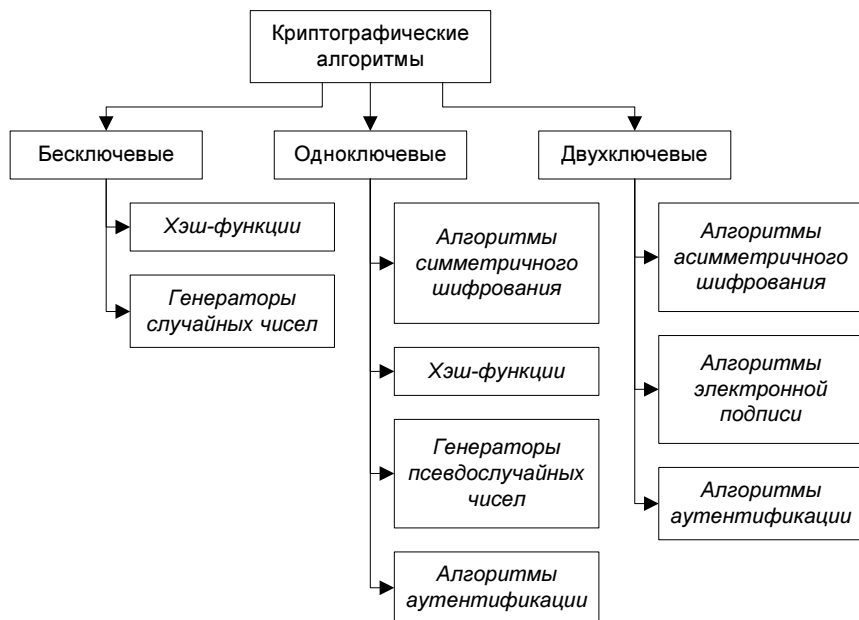 Криптографические
алгоритмы
Бесключевые
Одноключевые
Двухключевые
Хэш-функции
Генераторы
случайных чисел
Алгоритмы
симметричного
шифрования
Хэш-функции
Генераторы
псевдослучайных
чисел
Алгоритмы
аутентификации
Алгоритмы
асимметричного
шифрования
Алгоритмы
электронной
подписи
Алгоритмы
аутентификации